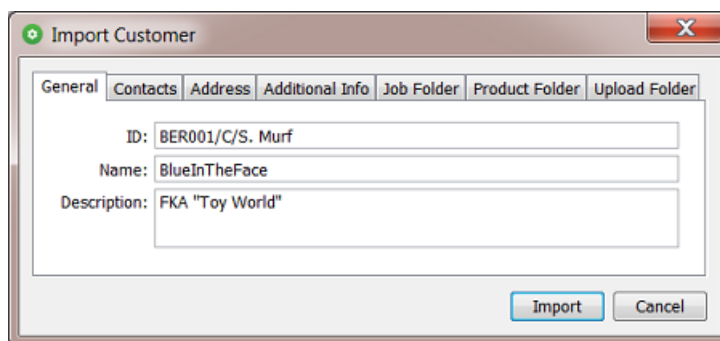 Import Customer
General Contacts Address Additional Info Job Folder Product Folder Upload Folder
ID: BER001/C/S. Murf
Name: BlueInTheFace
Description: FKA "Toy World"
Import Cancel